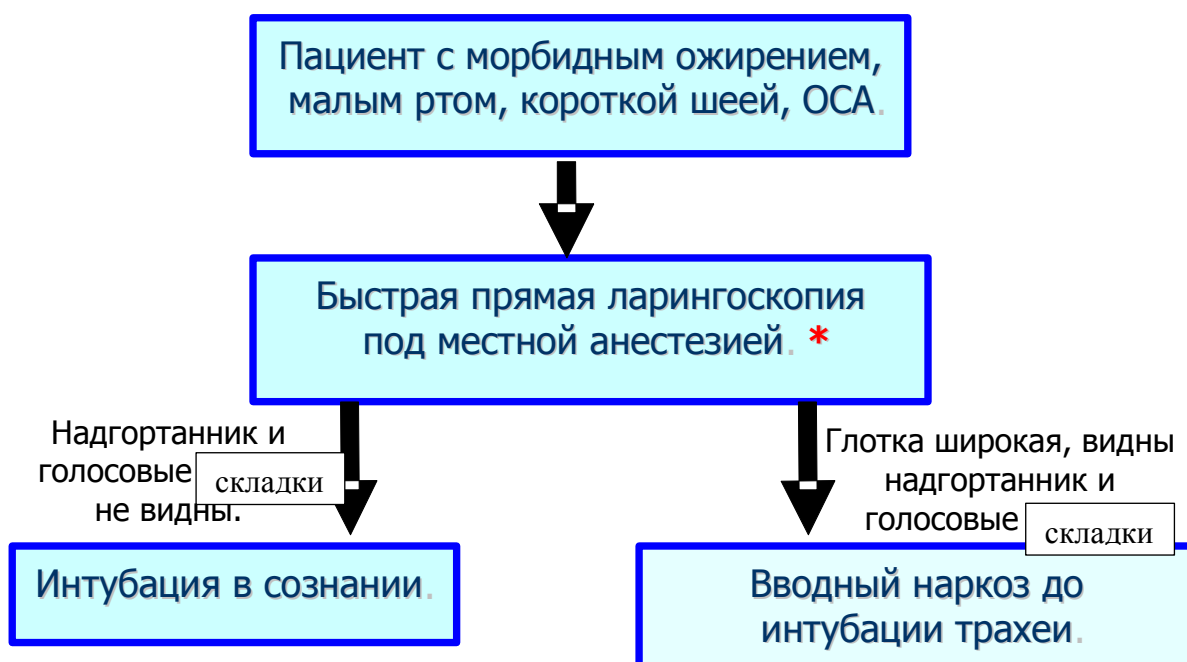 Пациент с морбидным ожирением,
малым ртом, короткой шеей, ОСА.
Быстрая прямая ларингоскопия
под местной анестезией. *
Надгортанник и
голосовые складки
не видны.
Глотка широкая, видны
надгортанник и
голосовые складки
Интубация в сознании.
Вводный наркоз до
интубации трахеи.